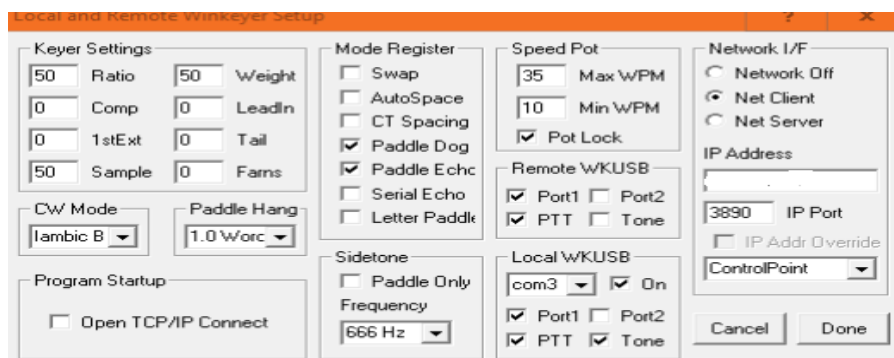 Local and Remote Winkeyer Setup ? X
Keyer Settings
50 Ratio 50 Weight
0 Comp 0 LeadIn
0 1stExt 0 Tail
50 Sample 0 Farns
CW Mode
Iambic B
Paddle Hang
1.0 Worc
Program Startup
Open TCP/IP Connect
Mode Register
Swap
AutoSpace
CT Spacing
Paddle Dog
Paddle Echc
Serial Echo
Letter Paddle
Sidetone
Paddle Only
Frequency
666 Hz
Speed Pot
35 Max WPM
10 Min WPM
Pot Lock
Remote WKUSB
Port1 Port2
PTT Tone
Local WKUSB
com3 On
Port1 Port2
PTT Tone
Network I/F
Network Off
Net Client
Net Server
IP Address
3890 IP Port
IP Addr Override
ControlPoint
Cancel Done